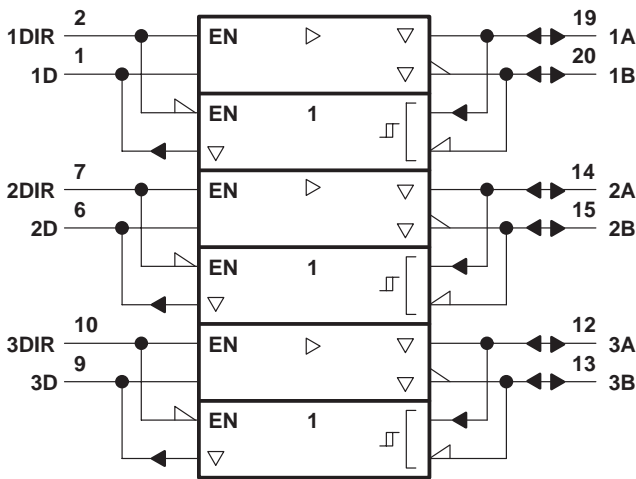 2 19
1DIR EN 1A
1 20
1D 1B
EN 1
7 14
2DIR EN 2A
6 15
2D 2B
EN 1
10 12
3DIR EN 3A
9 13
3D 3B
EN 1